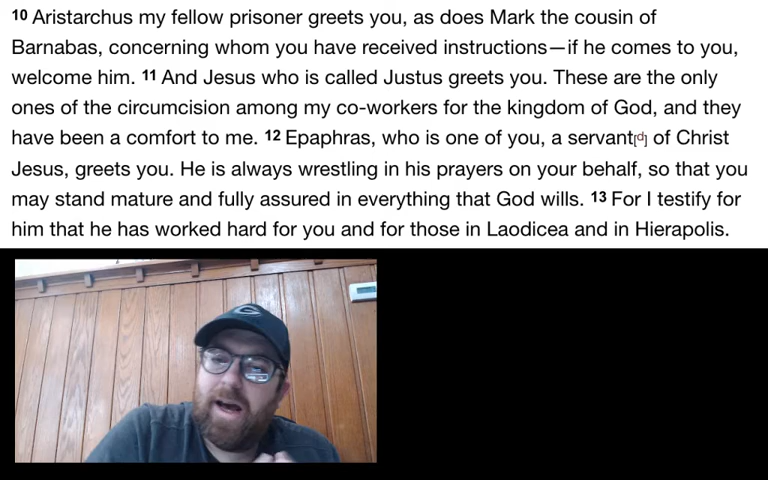 10 Aristarchus my fellow prisoner greets you, as does Mark the cousin of
Barnabas, concerning whom you have received instructions—if he comes to you,
welcome him. 11 And Jesus who is called Justus greets you. These are the only
ones of the circumcision among my co-workers for the kingdom of God, and they
have been a comfort to me. 12 Epaphras, who is one of you, a servant[d] of Christ
Jesus, greets you. He is always wrestling in his prayers on your behalf, so that you
may stand mature and fully assured in everything that God wills. 13 For I testify for
him that he has worked hard for you and for those in Laodicea and in Hierapolis.